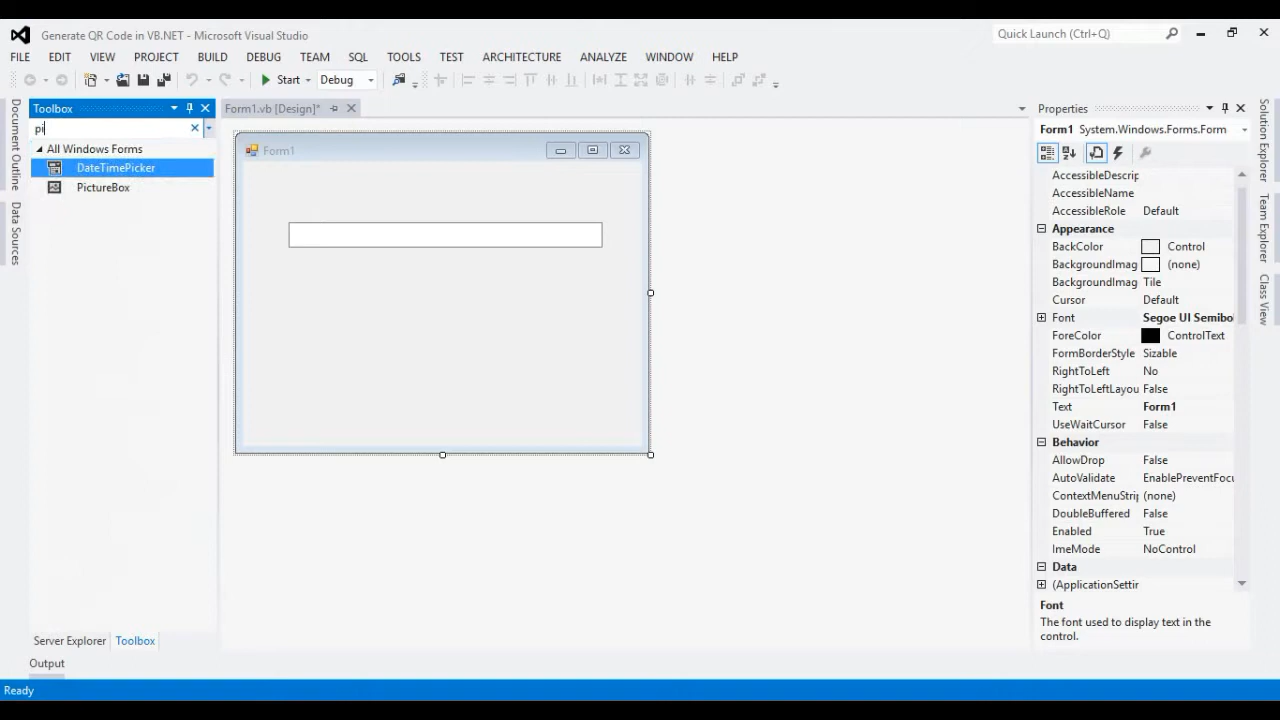 Generate QR Code in VB.NET - Microsoft Visual Studio
Quick Launch (Ctrl+Q)
FILE EDIT VIEW PROJECT BUILD DEBUG TEAM SQL TOOLS TEST ARCHITECTURE ANALYZE WINDOW HELP
Start Debug
Document Outline
Data Sources
Toolbox
pi
All Windows Forms
DateTimePicker
PictureBox
Server Explorer Toolbox
Output
Form1.vb [Design]*
Form1
Properties
Form1 System.Windows.Forms.Form
AccessibleDescrip
AccessibleName
AccessibleRole Default
Appearance
BackColor Control
BackgroundImag (none)
BackgroundImag Tile
Cursor Default
Font Segoe UI Semibo
ForeColor ControlText
FormBorderStyle Sizable
RightToLeft No
RightToLeftLayou False
Text Form1
UseWaitCursor False
Behavior
AllowDrop False
AutoValidate EnablePreventFocu
ContextMenuStrip (none)
DoubleBuffered False
Enabled True
ImeMode NoControl
Data
(ApplicationSettir
Font
The font used to display text in the
control.
Solution Explorer
Team Explorer
Class View
Ready